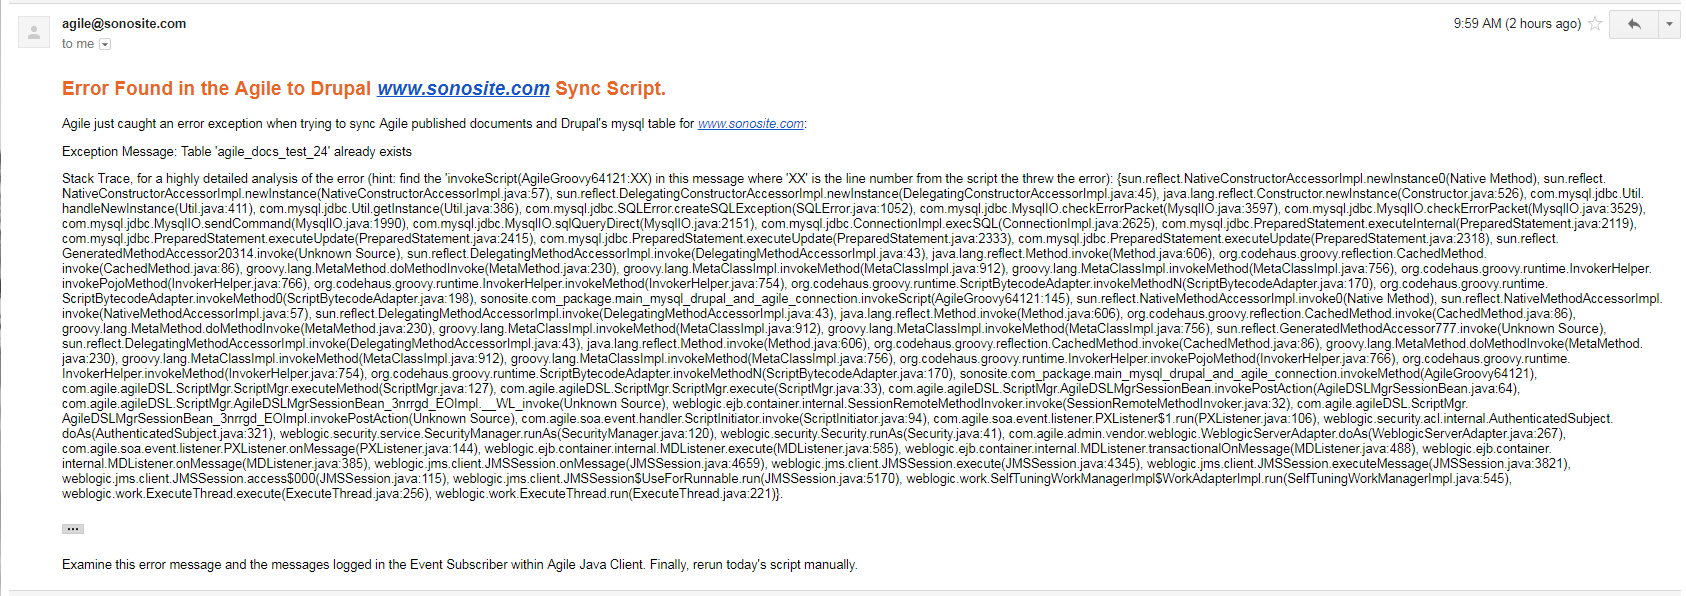 agile@sonosite.com
9:59 AM (2 hours ago)
to me
Error Found in the Agile to Drupal www.sonosite.com Sync Script.
Agile just caught an error exception when trying to sync Agile published documents and Drupal's mysql table for www.sonosite.com:
Exception Message: Table 'agile_docs_test_24' already exists
Stack Trace, for a highly detailed analysis of the error (hint: find the 'invokeScript(AgileGroovy64121:XX) in this message where 'XX' is the line number from the script the threw the error): {sun.reflect.NativeConstructorAccessorImpl.newInstance0(Native Method), sun.reflect.
NativeConstructorAccessorImpl.newInstance(NativeConstructorAccessorImpl.java:57), sun.reflect.DelegatingConstructorAccessorImpl.newInstance(DelegatingConstructorAccessorImpl.java:45), java.lang.reflect.Constructor.newInstance(Constructor.java:526), com.mysql.jdbc.Util.
handleNewInstance(Util.java:411), com.mysql.jdbc.Util.getInstance(Util.java:386), com.mysql.jdbc.SQLError.createSQLException(SQLError.java:1052), com.mysql.jdbc.MysqlIO.checkErrorPacket(MysqlIO.java:3597), com.mysql.jdbc.MysqlIO.checkErrorPacket(MysqlIO.java:3529),
com.mysql.jdbc.MysqlIO.sendCommand(MysqlIO.java:1990), com.mysql.jdbc.MysqlIO.sqlQueryDirect(MysqlIO.java:2151), com.mysql.jdbc.ConnectionImpl.execSQL(ConnectionImpl.java:2625), com.mysql.jdbc.PreparedStatement.executeInternal(PreparedStatement.java:2119),
com.mysql.jdbc.PreparedStatement.executeUpdate(PreparedStatement.java:2415), com.mysql.jdbc.PreparedStatement.executeUpdate(PreparedStatement.java:2333), com.mysql.jdbc.PreparedStatement.executeUpdate(PreparedStatement.java:2318), sun.reflect.
GeneratedMethodAccessor20314.invoke(Unknown Source), sun.reflect.DelegatingMethodAccessorImpl.invoke(DelegatingMethodAccessorImpl.java:43), java.lang.reflect.Method.invoke(Method.java:606), org.codehaus.groovy.reflection.CachedMethod.
invoke(CachedMethod.java:86), groovy.lang.MetaMethod.doMethodInvoke(MetaMethod.java:230), groovy.lang.MetaClassImpl.invokeMethod(MetaClassImpl.java:912), groovy.lang.MetaClassImpl.invokeMethod(MetaClassImpl.java:756), org.codehaus.groovy.runtime.InvokerHelper.
invokePojoMethod(InvokerHelper.java:766), org.codehaus.groovy.runtime.InvokerHelper.invokeMethod(InvokerHelper.java:754), org.codehaus.groovy.runtime.ScriptBytecodeAdapter.invokeMethodN(ScriptBytecodeAdapter.java:170), org.codehaus.groovy.runtime.
ScriptBytecodeAdapter.invokeMethod0(ScriptBytecodeAdapter.java:198), sonosite.com_package.main_mysql_drupal_and_agile_connection.invokeScript(AgileGroovy64121:145), sun.reflect.NativeMethodAccessorImpl.invoke0(Native Method), sun.reflect.NativeMethodAccessorImpl.
invoke(NativeMethodAccessorImpl.java:57), sun.reflect.DelegatingMethodAccessorImpl.invoke(DelegatingMethodAccessorImpl.java:43), java.lang.reflect.Method.invoke(Method.java:606), org.codehaus.groovy.reflection.CachedMethod.invoke(CachedMethod.java:86),
groovy.lang.MetaMethod.doMethodInvoke(MetaMethod.java:230), groovy.lang.MetaClassImpl.invokeMethod(MetaClassImpl.java:912), groovy.lang.MetaClassImpl.invokeMethod(MetaClassImpl.java:756), sun.reflect.GeneratedMethodAccessor777.invoke(Unknown Source),
sun.reflect.DelegatingMethodAccessorImpl.invoke(DelegatingMethodAccessorImpl.java:43), java.lang.reflect.Method.invoke(Method.java:606), org.codehaus.groovy.reflection.CachedMethod.invoke(CachedMethod.java:86), groovy.lang.MetaMethod.doMethodInvoke(MetaMethod.
java:230), groovy.lang.MetaClassImpl.invokeMethod(MetaClassImpl.java:912), groovy.lang.MetaClassImpl.invokeMethod(MetaClassImpl.java:756), org.codehaus.groovy.runtime.InvokerHelper.invokePojoMethod(InvokerHelper.java:766), org.codehaus.groovy.runtime.
InvokerHelper.invokeMethod(InvokerHelper.java:754), org.codehaus.groovy.runtime.ScriptBytecodeAdapter.invokeMethodN(ScriptBytecodeAdapter.java:170), sonosite.com_package.main_mysql_drupal_and_agile_connection.invokeMethod(AgileGroovy64121),
com.agile.agileDSL.ScriptMgr.ScriptMgr.executeMethod(ScriptMgr.java:127), com.agile.agileDSL.ScriptMgr.ScriptMgr.execute(ScriptMgr.java:33), com.agile.agileDSL.ScriptMgr.AgileDSLMgrSessionBean.invokePostAction(AgileDSLMgrSessionBean.java:64),
com.agile.agileDSL.ScriptMgr.AgileDSLMgrSessionBean_3nrrgd_EOImpl.__WL_invoke(Unknown Source), weblogic.ejb.container.internal.SessionRemoteMethodInvoker.invoke(SessionRemoteMethodInvoker.java:32), com.agile.agileDSL.ScriptMgr.
AgileDSLMgrSessionBean_3nrrgd_EOImpl.invokePostAction(Unknown Source), com.agile.soa.event.handler.ScriptInitiator.invoke(ScriptInitiator.java:94), com.agile.soa.event.listener.PXListener$1.run(PXListener.java:106), weblogic.security.acl.internal.AuthenticatedSubject.
doAs(AuthenticatedSubject.java:321), weblogic.security.service.SecurityManager.runAs(SecurityManager.java:120), weblogic.security.Security.runAs(Security.java:41), com.agile.admin.vendor.weblogic.WeblogicServerAdapter.doAs(WeblogicServerAdapter.java:267),
com.agile.soa.event.listener.PXListener.onMessage(PXListener.java:144), weblogic.ejb.container.internal.MDListener.execute(MDListener.java:585), weblogic.ejb.container.internal.MDListener.transactionalOnMessage(MDListener.java:488), weblogic.ejb.container.
internal.MDListener.onMessage(MDListener.java:385), weblogic.jms.client.JMSSession.onMessage(JMSSession.java:4659), weblogic.jms.client.JMSSession.execute(JMSSession.java:4345), weblogic.jms.client.JMSSession.executeMessage(JMSSession.java:3821),
weblogic.jms.client.JMSSession.access$000(JMSSession.java:115), weblogic.jms.client.JMSSession$UseForRunnable.run(JMSSession.java:5170), weblogic.work.SelfTuningWorkManagerImpl$WorkAdapterImpl.run(SelfTuningWorkManagerImpl.java:545),
weblogic.work.ExecuteThread.execute(ExecuteThread.java:256), weblogic.work.ExecuteThread.run(ExecuteThread.java:221)}.
Examine this error message and the messages logged in the Event Subscriber within Agile Java Client. Finally, rerun today's script manually.